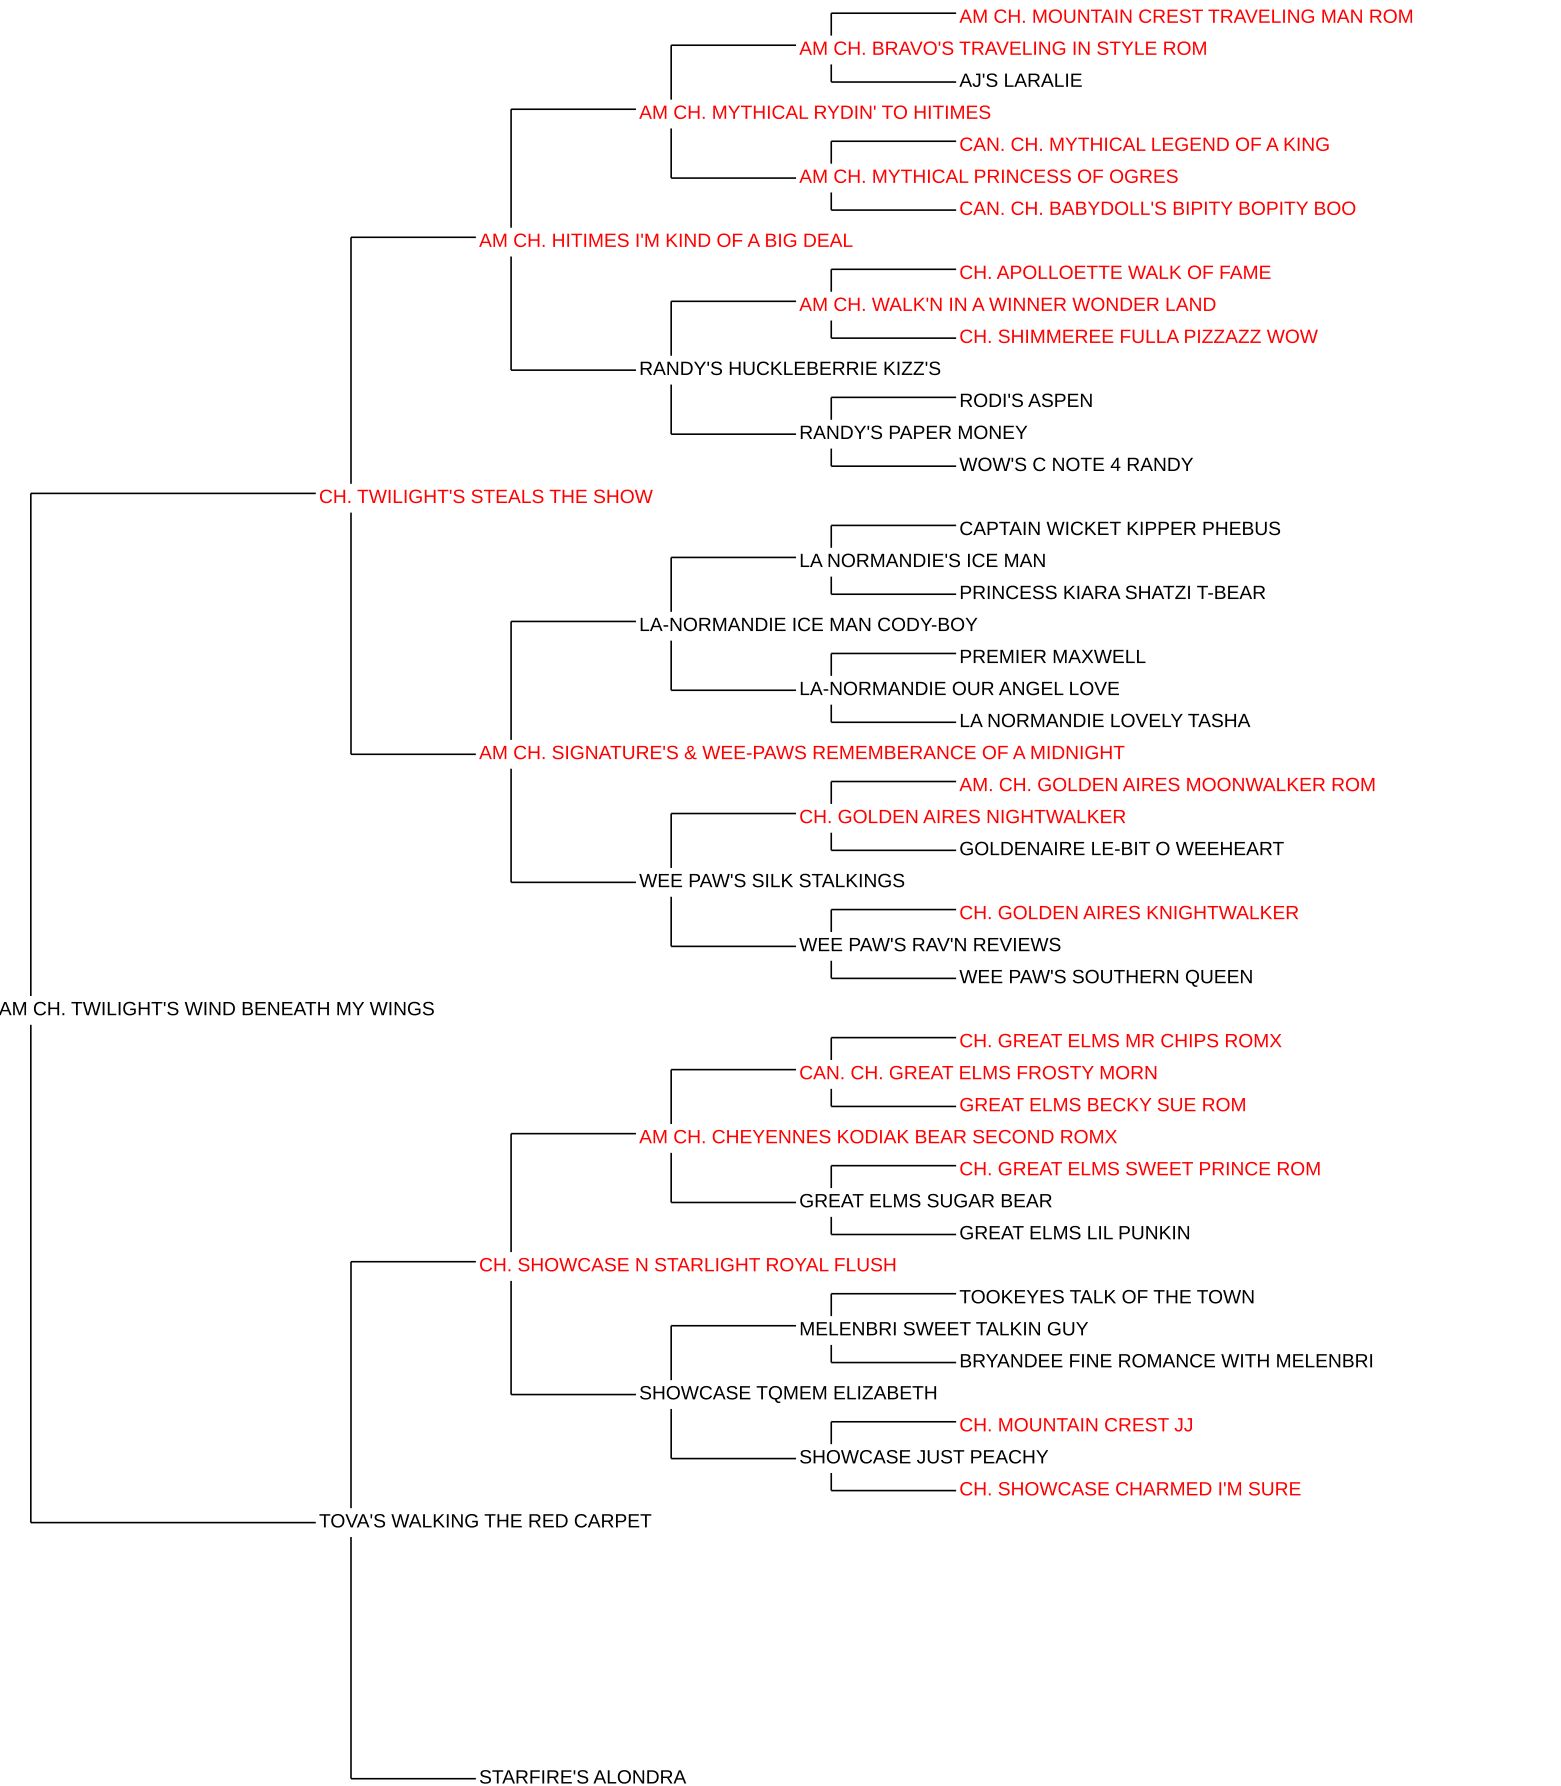 AM CH. MOUNTAIN CREST TRAVELING MAN ROM
AM CH. BRAVO'S TRAVELING IN STYLE ROM
AJ'S LARALIE
AM CH. MYTHICAL RYDIN' TO HITIMES
CAN. CH. MYTHICAL LEGEND OF A KING
AM CH. MYTHICAL PRINCESS OF OGRES
CAN. CH. BABYDOLL'S BIPITY BOPITY BOO
AM CH. HITIMES I'M KIND OF A BIG DEAL
CH. APOLLOETTE WALK OF FAME
AM CH. WALK'N IN A WINNER WONDER LAND
CH. SHIMMEREE FULLA PIZZAZZ WOW
RANDY'S HUCKLEBERRIE KIZZ'S
RODI'S ASPEN
RANDY'S PAPER MONEY
WOW'S C NOTE 4 RANDY
CH. TWILIGHT'S STEALS THE SHOW
CAPTAIN WICKET KIPPER PHEBUS
LA NORMANDIE'S ICE MAN
PRINCESS KIARA SHATZI T-BEAR
LA-NORMANDIE ICE MAN CODY-BOY
PREMIER MAXWELL
LA-NORMANDIE OUR ANGEL LOVE
LA NORMANDIE LOVELY TASHA
AM CH. SIGNATURE'S & WEE-PAWS REMEMBERANCE OF A MIDNIGHT
AM. CH. GOLDEN AIRES MOONWALKER ROM
CH. GOLDEN AIRES NIGHTWALKER
GOLDENAIRE LE-BIT O WEEHEART
WEE PAW'S SILK STALKINGS
CH. GOLDEN AIRES KNIGHTWALKER
WEE PAW'S RAV'N REVIEWS
WEE PAW'S SOUTHERN QUEEN
AM CH. TWILIGHT'S WIND BENEATH MY WINGS
CH. GREAT ELMS MR CHIPS ROMX
CAN. CH. GREAT ELMS FROSTY MORN
GREAT ELMS BECKY SUE ROM
AM CH. CHEYENNES KODIAK BEAR SECOND ROMX
CH. GREAT ELMS SWEET PRINCE ROM
GREAT ELMS SUGAR BEAR
GREAT ELMS LIL PUNKIN
CH. SHOWCASE N STARLIGHT ROYAL FLUSH
TOOKEYES TALK OF THE TOWN
MELENBRI SWEET TALKIN GUY
BRYANDEE FINE ROMANCE WITH MELENBRI
SHOWCASE TQMEM ELIZABETH
CH. MOUNTAIN CREST JJ
SHOWCASE JUST PEACHY
CH. SHOWCASE CHARMED I'M SURE
TOVA'S WALKING THE RED CARPET
STARFIRE'S ALONDRA